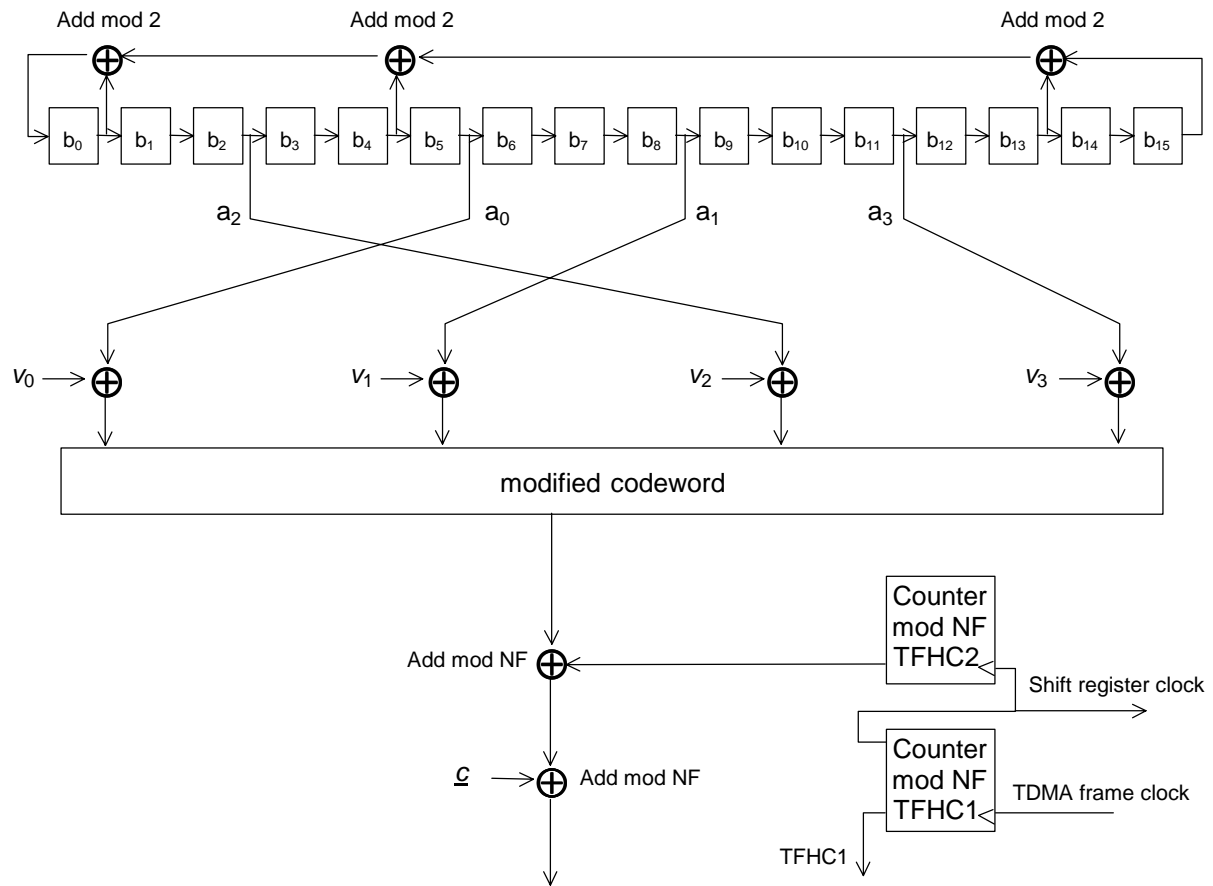 Add mod 2
Add mod 2
Add mod 2
b0 b1 b2 b3 b4 b5 b6 b7 b8 b9 b10 b11 b12 b13 b14 b15
a2 a0 a1 a3
v0 v1 v2 v3
modified codeword
Counter
mod NF
TFHC2
Add mod NF
Shift register clock
Counter
mod NF
TFHC1
c
Add mod NF
TDMA frame clock
TFHC1